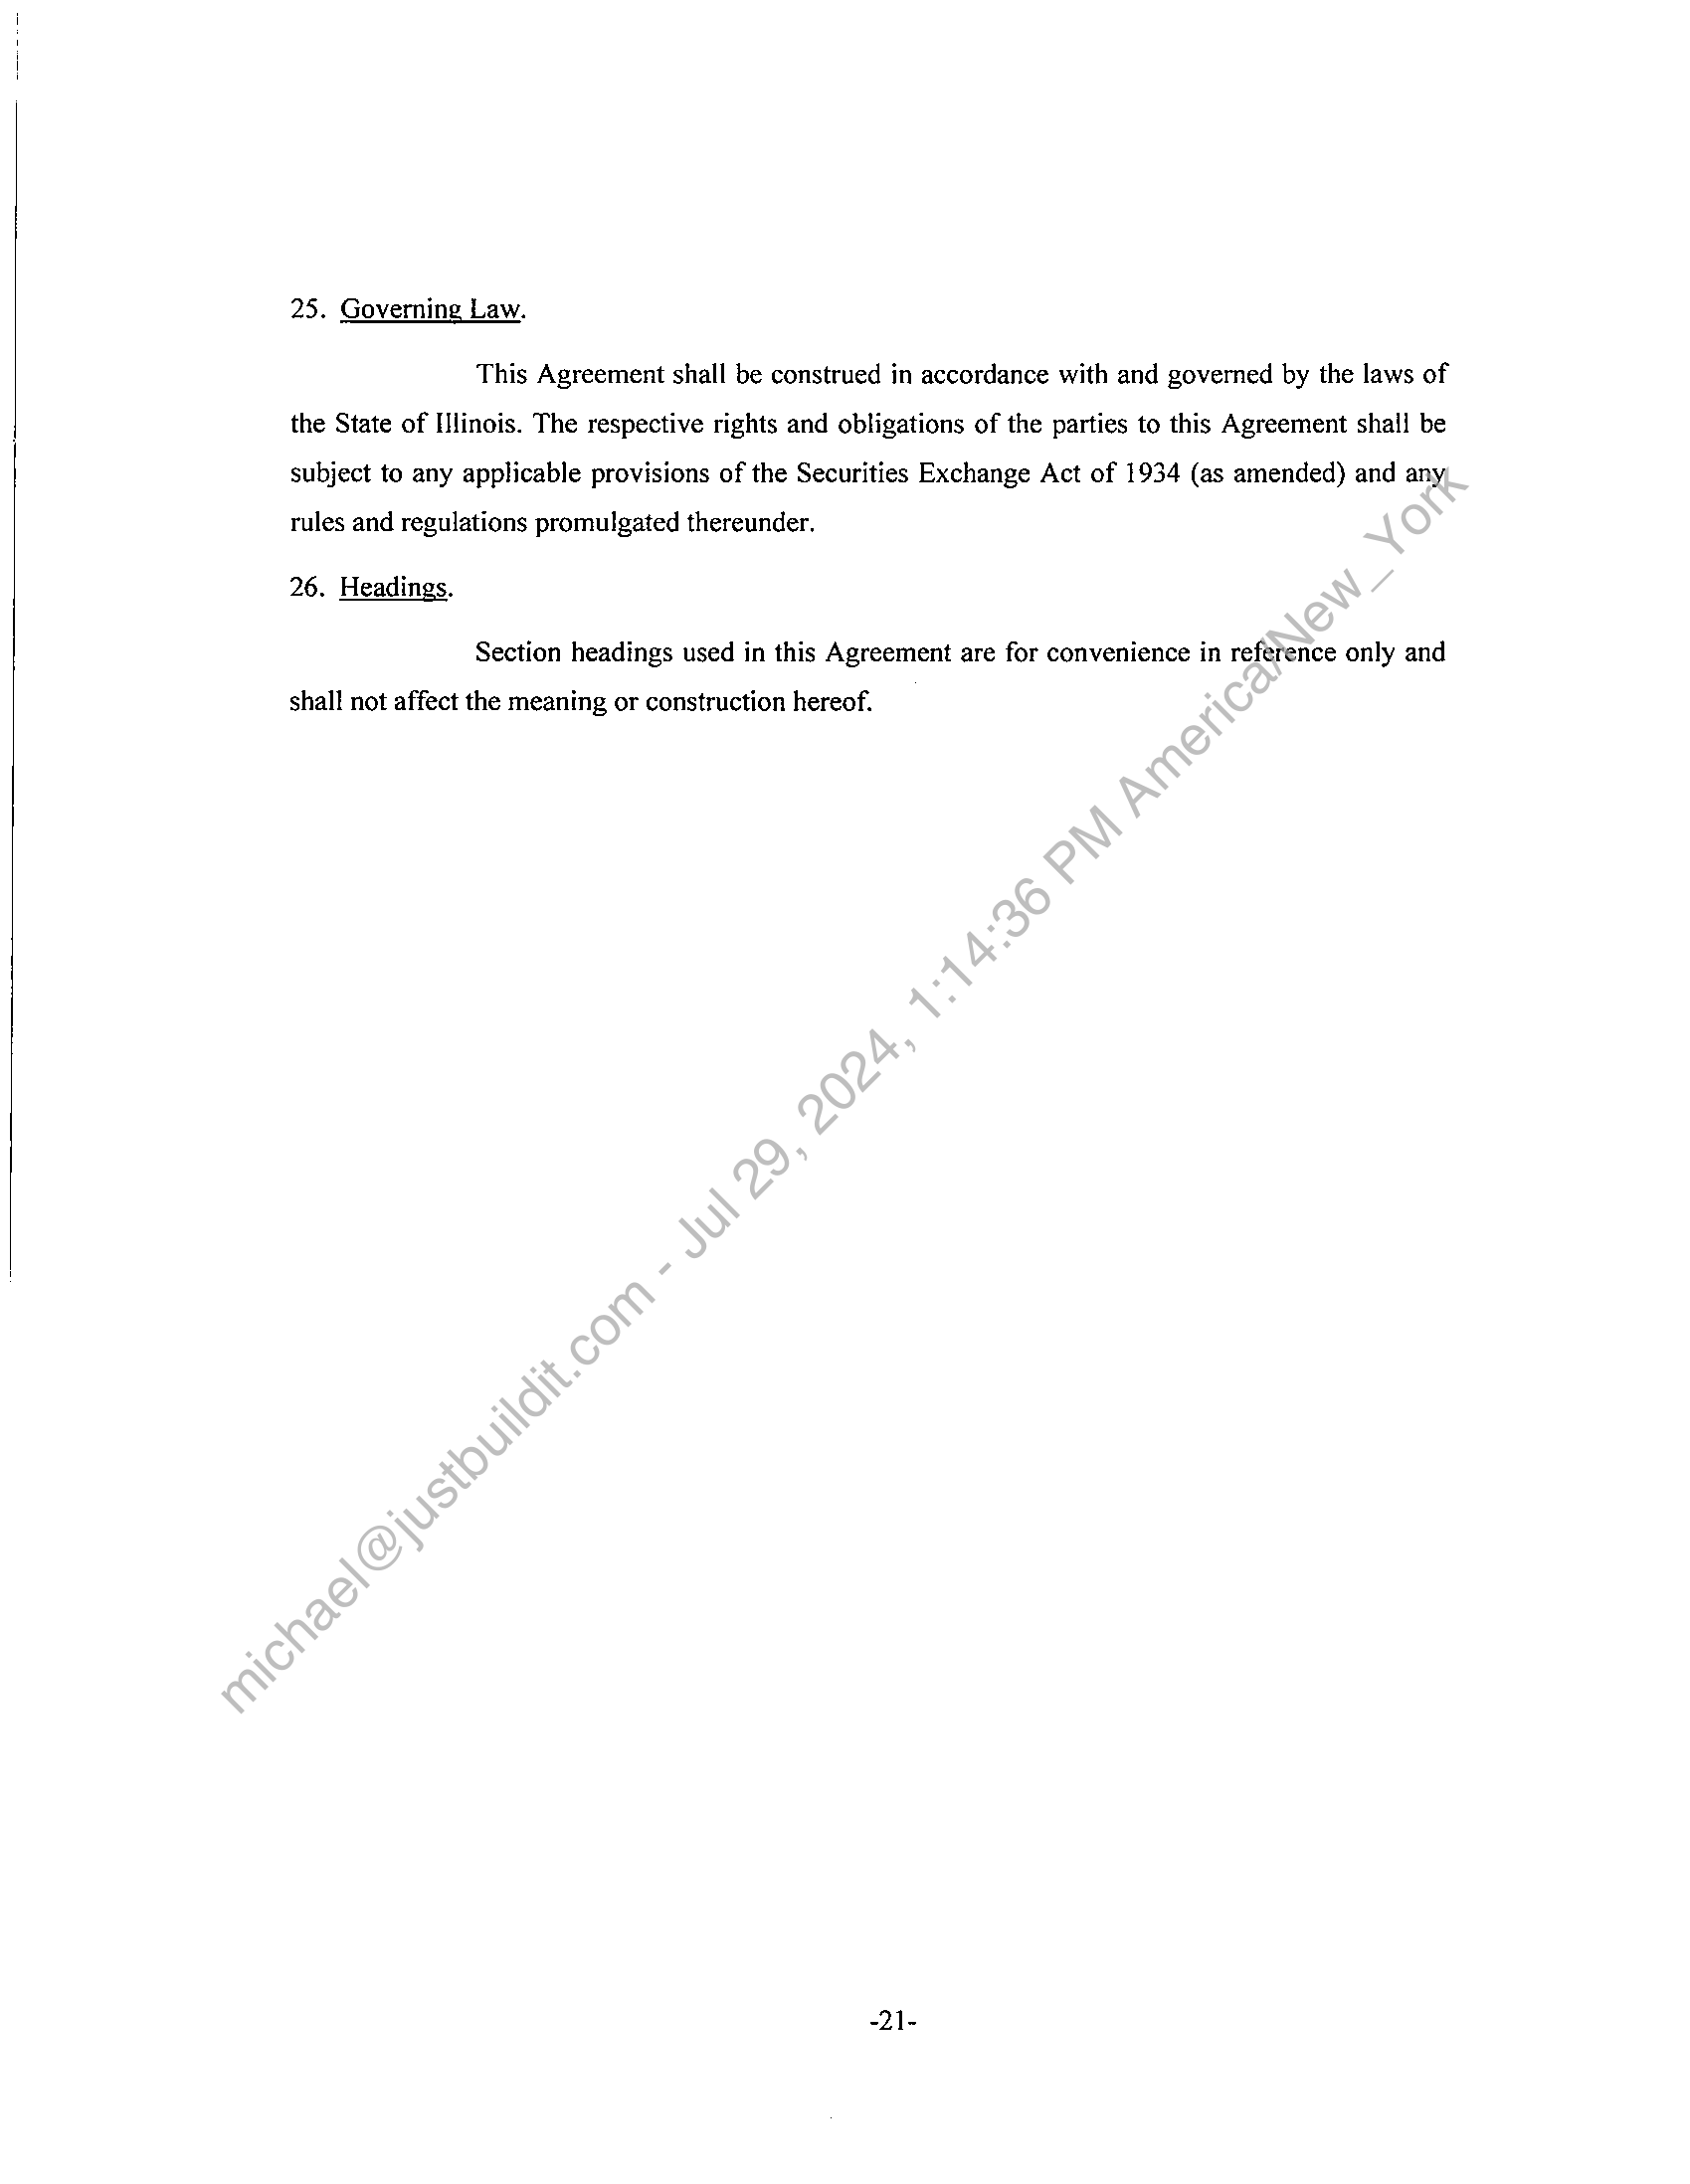 25. Governing Law.
This Agreement shall be construed in accordance with and governed by the laws of
the State of Illinois. The respective rights and obligations of the parties to this Agreement shall be
subject to any applicable provisions of the Securities Exchange Act of 1934 (as amended) and any
rules and regulations promulgated thereunder.
26. Headings.
Section headings used in this Agreement are for convenience in reference only and
shall not affect the meaning or construction hereof.
michael@justbuildit.com - Jul 29, 2024, 1:14:36 PM America/New_York
-21-